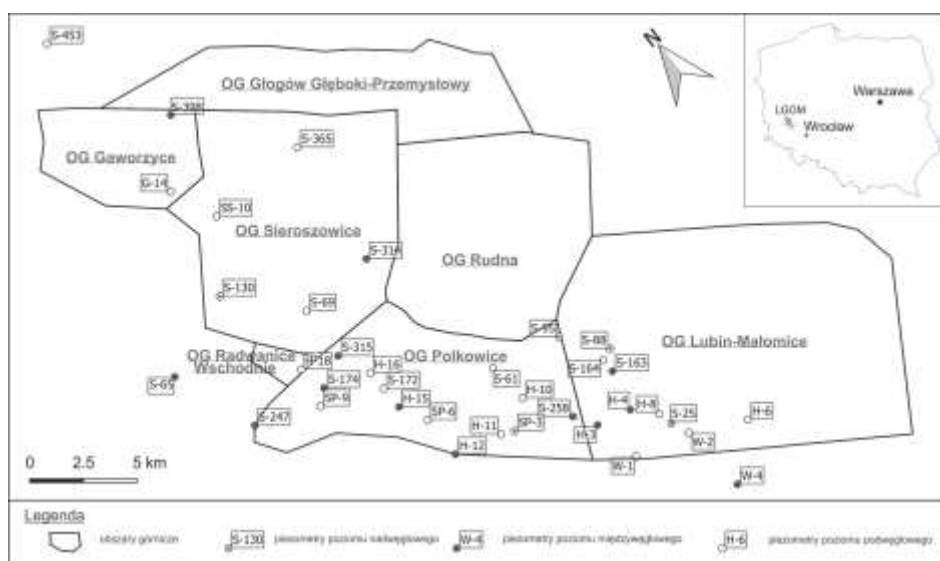 S-453
N
OG Głogów Głęboki-Przemysłowy
Warszawa
LGOM
Wrocław
S-398
OG Gaworzyce
S-365
G-14
SS-10
OG Sieroszowice
S-314
OG Rudna
S-130
S-69
OG Radwanice
Wschodnie
S-315
OG Polkowice
OG Lubin-Małomice
S-88
S-164
S-163
H-16
S-61
S-65
S-174
S-172
H-10
SP-9
H-15
S-258
H-4
H-8
S-25
H-6
S-247
SP-6
H-11
SP-3
H-3
W-2
H-12
W-1
W-4
0 2.5 5 km
Legenda
obszary górnicze
S-130 piezometry poziomu nadwęglowego
W-4 piezometry poziomu międzywęglowego
H-6 piezometry poziomu podwęglowego